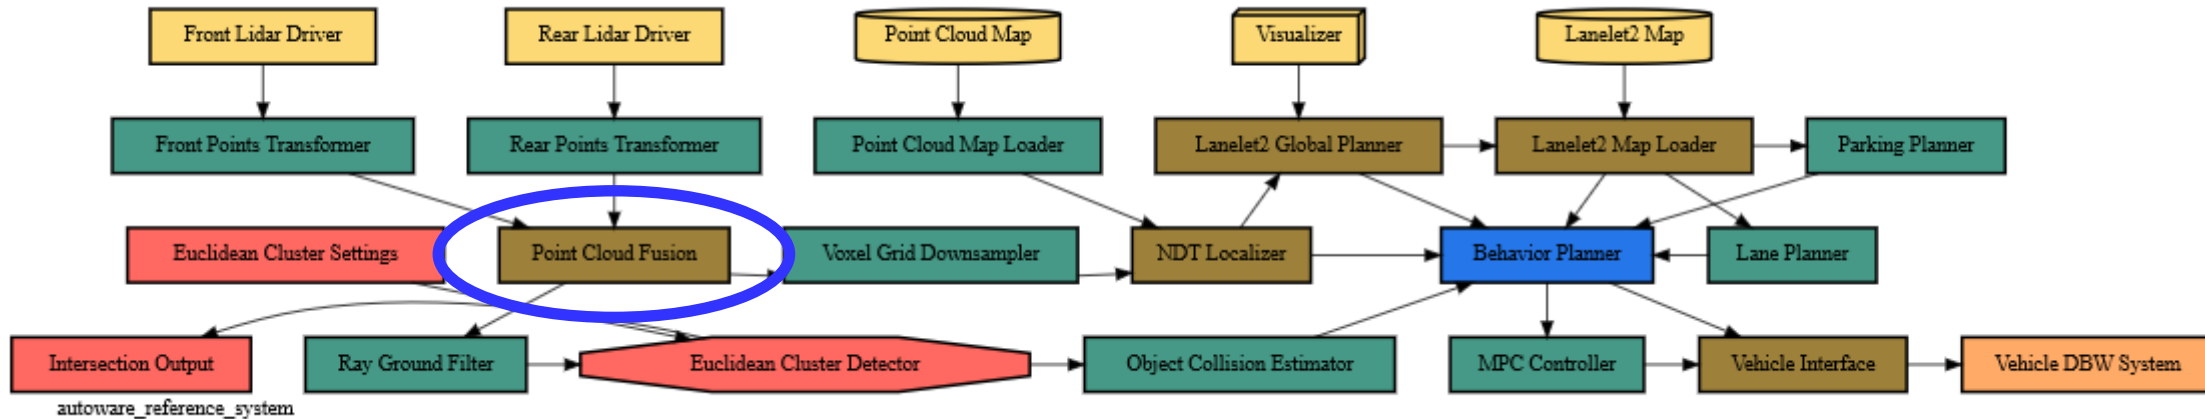 Front Lidar Driver
Rear Lidar Driver
Point Cloud Map
Visualizer
Lanelet2 Map
Front Points Transformer
Rear Points Transformer
Point Cloud Map Loader
Lanelet2 Global Planner
Lanelet2 Map Loader
Parking Planner
Euclidean Cluster Settings
Point Cloud Fusion
Voxel Grid Downsampler
NDT Localizer
Behavior Planner
Lane Planner
Intersection Output
Ray Ground Filter
Euclidean Cluster Detector
Object Collision Estimator
MPC Controller
Vehicle Interface
Vehicle DBW System
autoware_reference_system